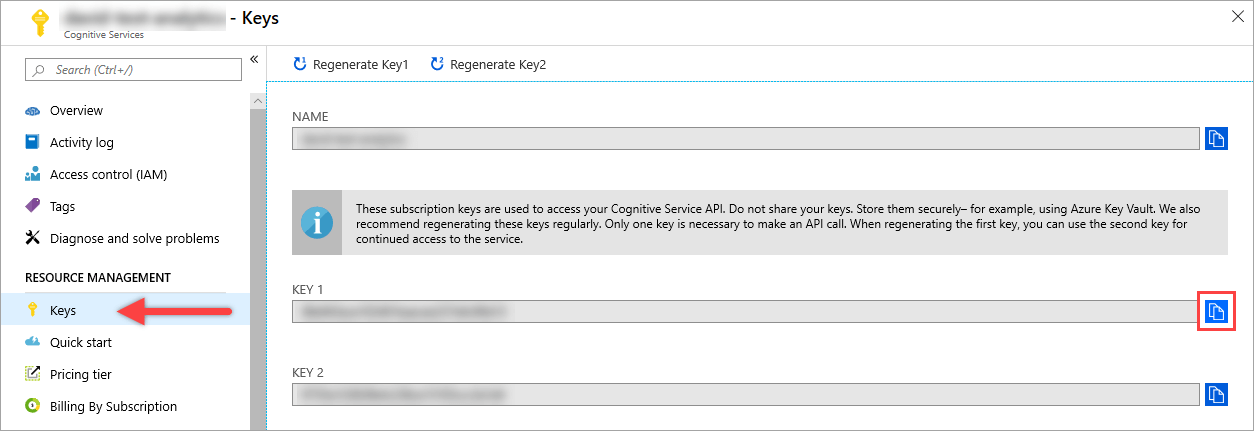 - Keys
Cognitive Services
Search (Ctrl+/)
Overview
Activity log
Access control (IAM)
Tags
Diagnose and solve problems
RESOURCE MANAGEMENT
Keys
Quick start
Pricing tier
Billing By Subscription
Regenerate Key1
Regenerate Key2
NAME
These subscription keys are used to access your Cognitive Service API. Do not share your keys. Store them securely– for example, using Azure Key Vault. We also
recommend regenerating these keys regularly. Only one key is necessary to make an API call. When regenerating the first key, you can use the second key for
continued access to the service.
KEY 1
KEY 2